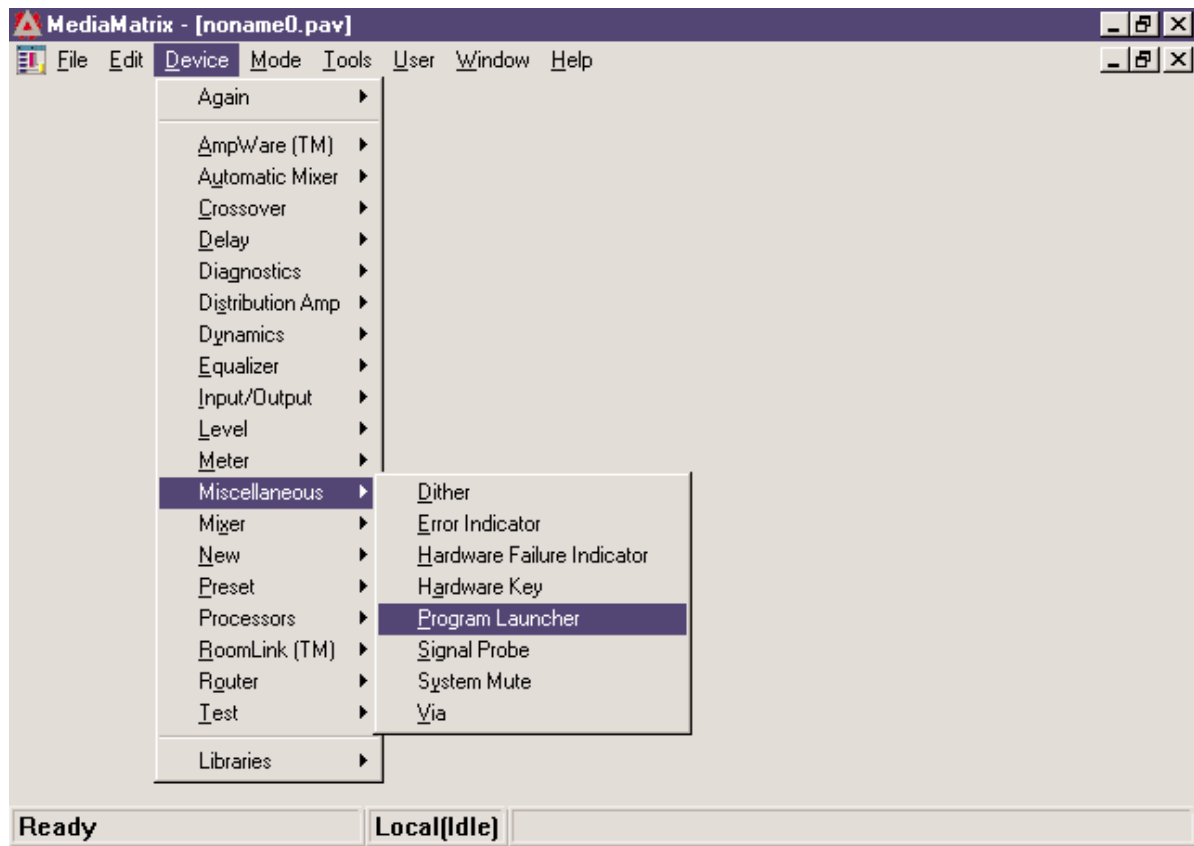 MediaMatrix - [noname0.pav]
File Edit Device Mode Tools User Window Help
Again
AmpWare (TM)
Automatic Mixer
Crossover
Delay
Diagnostics
Distribution Amp
Dynamics
Equalizer
Input/Output
Level
Meter
Miscellaneous
Mixer
New
Preset
Processors
RoomLink (TM)
Router
Test
Libraries
Dither
Error Indicator
Hardware Failure Indicator
Hardware Key
Program Launcher
Signal Probe
System Mute
Via
Ready Local(Idle)